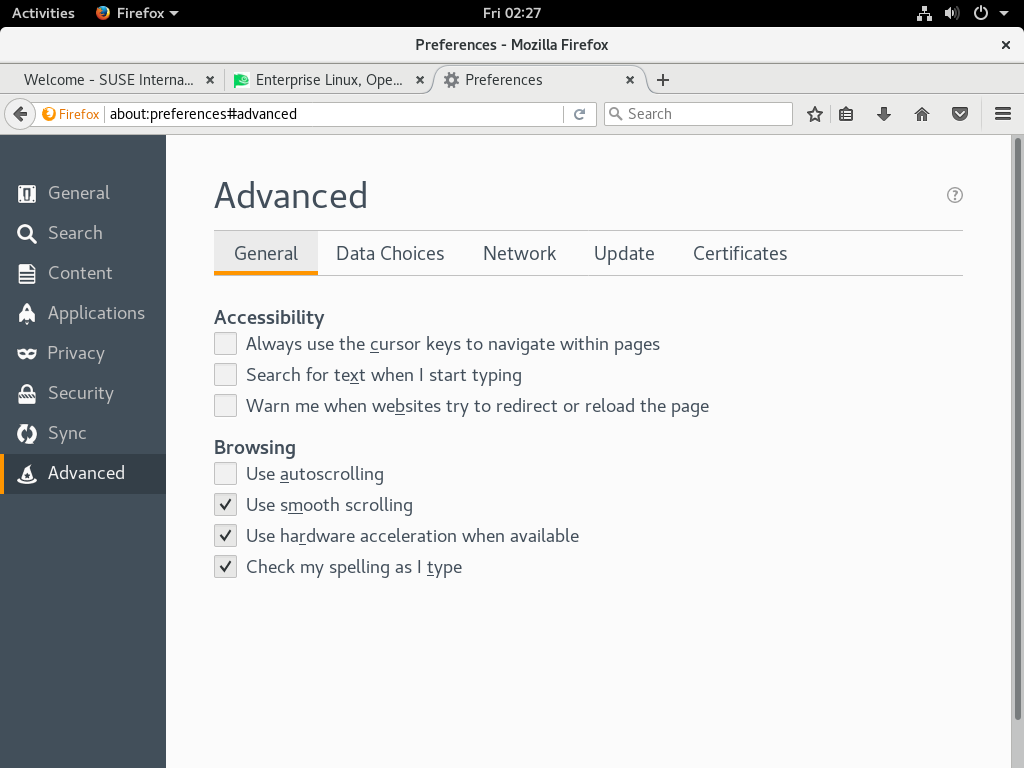 Activities Firefox Fri 02:27
Preferences - Mozilla Firefox
Welcome - SUSE Interna... Enterprise Linux, Ope... Preferences
Firefox about:preferences#advanced Search
General
Search
Content
Applications
Privacy
Security
Sync
Advanced
Advanced
General Data Choices Network Update Certificates
Accessibility
Always use the cursor keys to navigate within pages
Search for text when I start typing
Warn me when websites try to redirect or reload the page
Browsing
Use autoscrolling
Use smooth scrolling
Use hardware acceleration when available
Check my spelling as I type